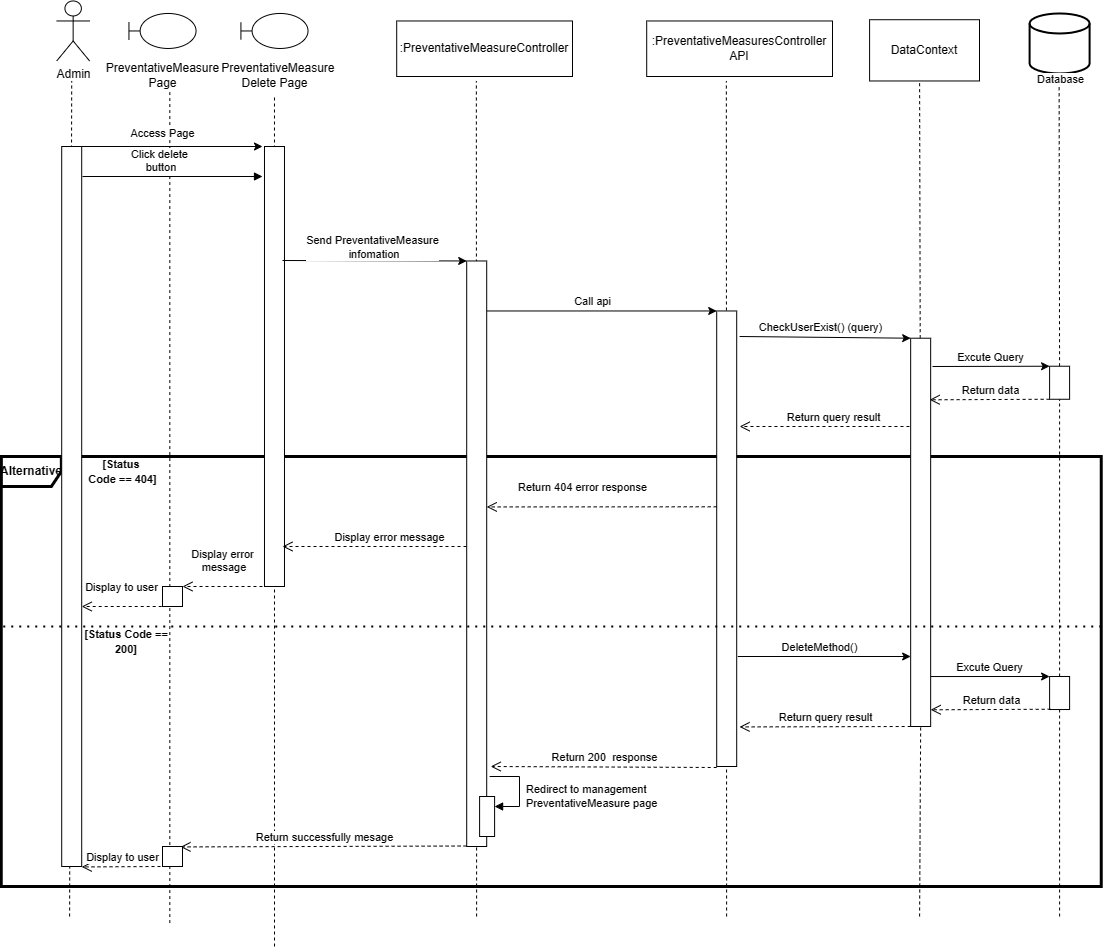 Admin
PreventativeMeasure
Page
PreventativeMeasure
Delete Page
:PreventativeMeasureController
:PreventativeMeasuresController
API
DataContext
Database
Access Page
Click delete
button
Send PreventativeMeasure
infomation
Call api
CheckUserExist() (query)
Excute Query
Return data
Return query result
Alternative
[Status
Code == 404]
Return 404 error response
Display error message
Display error
message
Display to user
[Status Code ==
200]
DeleteMethod()
Excute Query
Return data
Return query result
Return 200  response
Redirect to management
PreventativeMeasure page
Return successfully mesage
Display to user